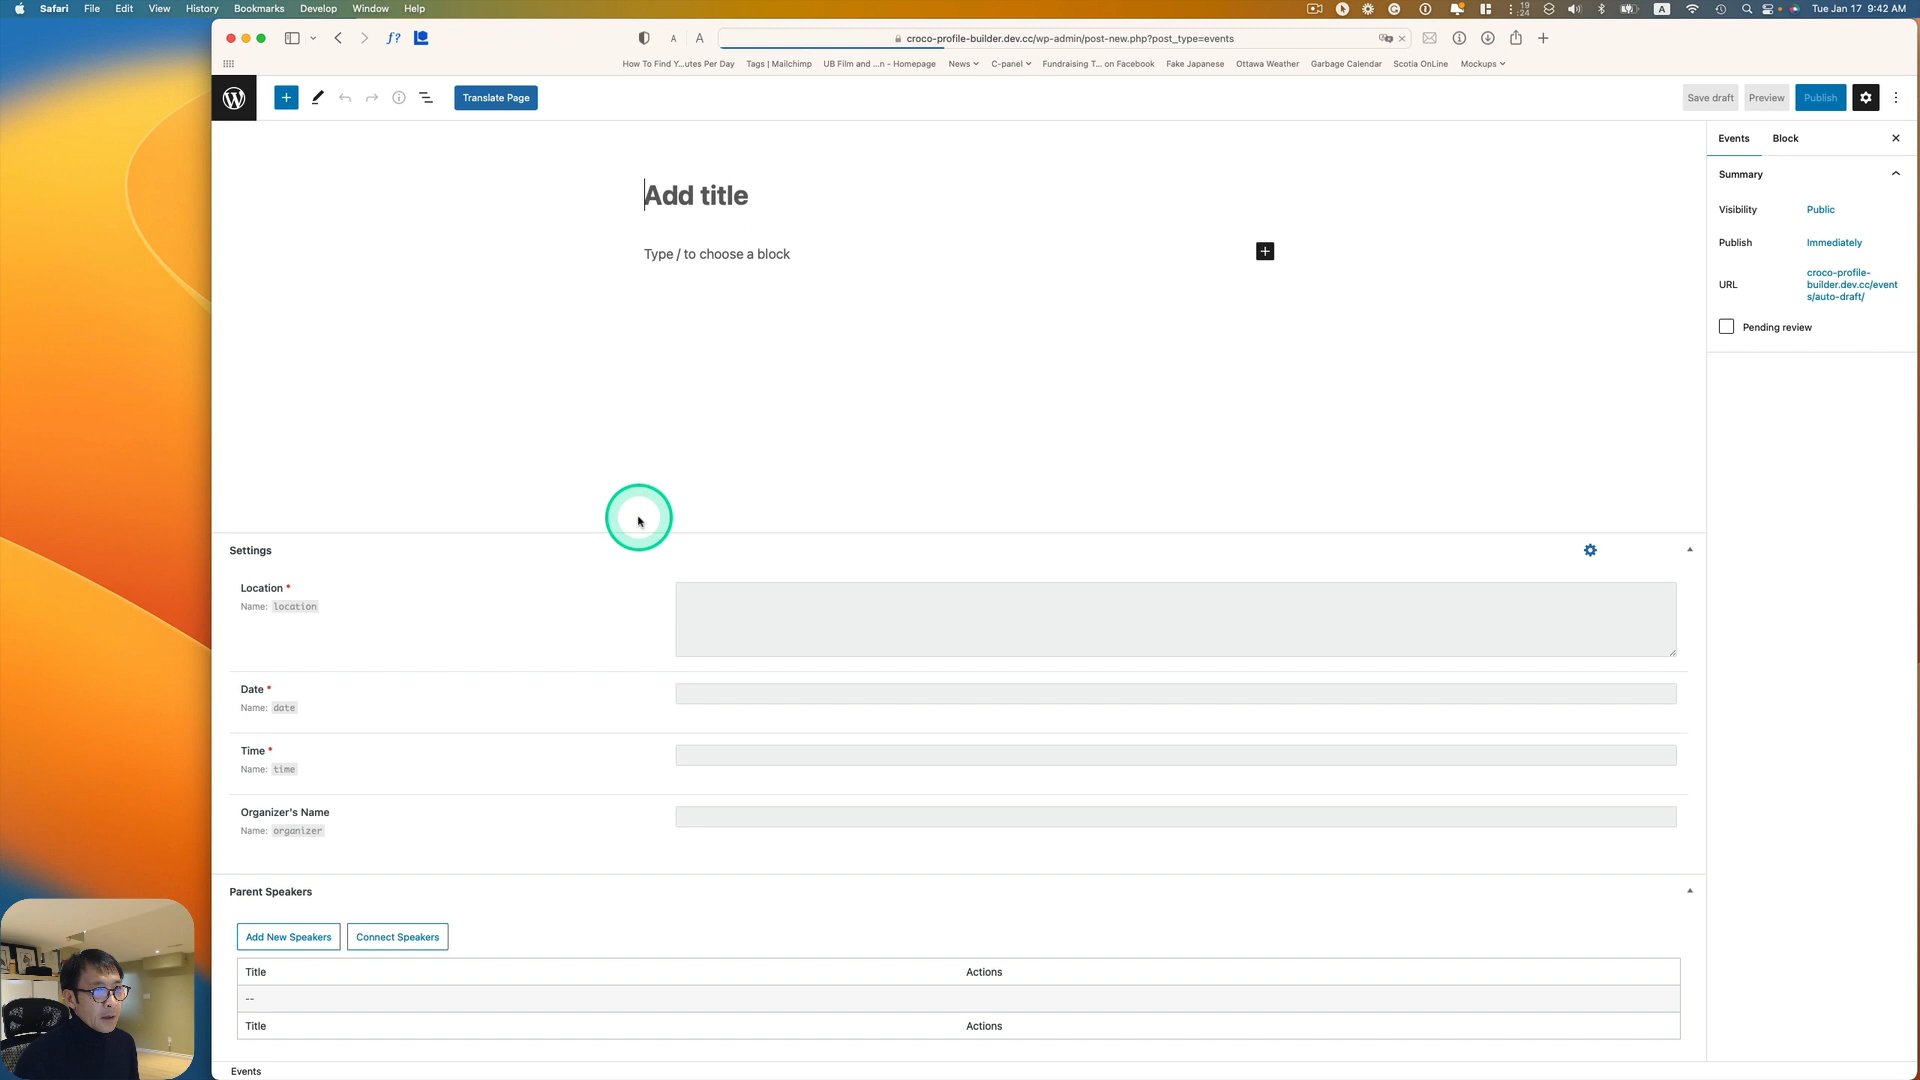 Safari File Edit View History Bookmarks Develop Window Help
19
:24
A
Tue Jan 17 9:42 AM
f?
A A
croco-profile-builder.dev.cc/wp-admin/post-new.php?post_type=events
How To Find Y...utes Per Day Tags | Mailchimp UB Film and ...n - Homepage News C-panel Fundraising T... on Facebook Fake Japanese Ottawa Weather Garbage Calendar Scotia OnLine Mockups
Translate Page
Save draft Preview Publish
Events Block
Add title
Type / to choose a block
Summary
Visibility Public
Publish Immediately
URL croco-profile-
builder.dev.cc/event
s/auto-draft/
Pending review
Settings
Location *
Name: location
Date *
Name: date
Time *
Name: time
Organizer's Name
Name: organizer
Parent Speakers
Add New Speakers Connect Speakers
Title Actions
--
Title Actions
Events